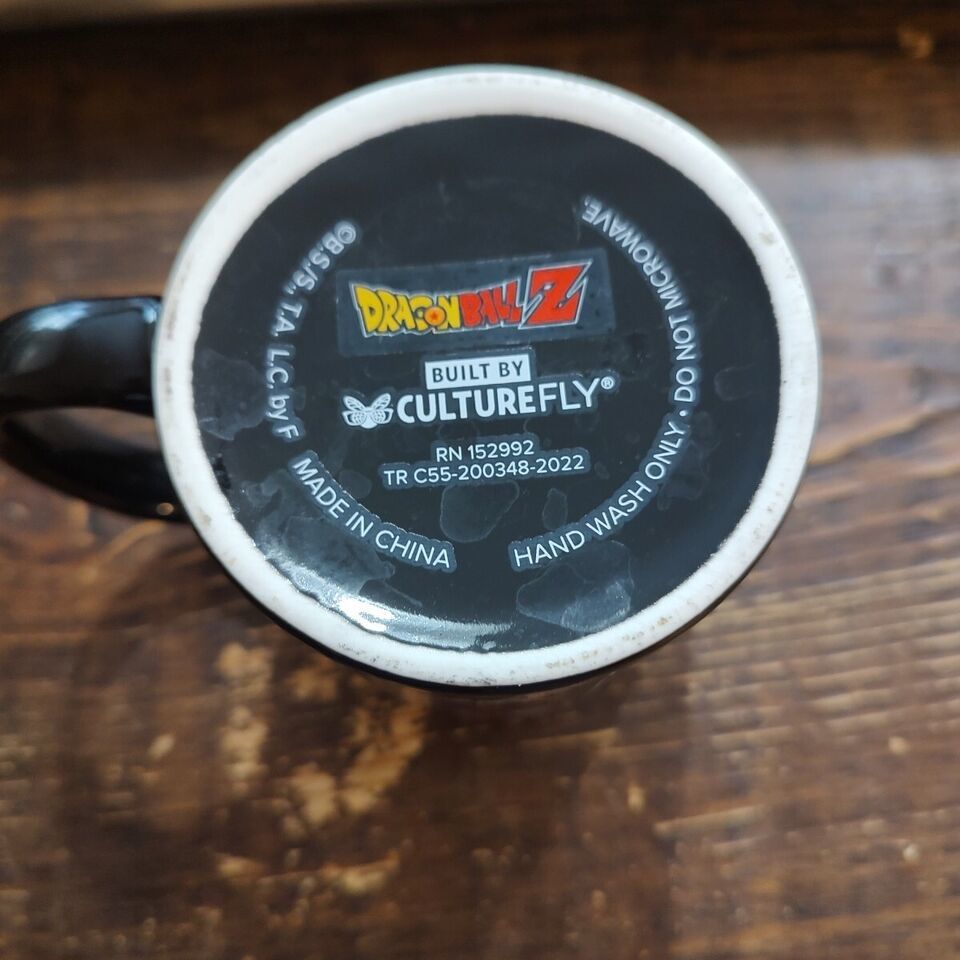 DRAGON BALL Z
BUILT BY
CULTUREFLY®
RN 152992
TR C55-200348-2022
©B.S./S., T.A. L.C. by F
MADE IN CHINA
HAND WASH ONLY • DO NOT MICROWAVE.